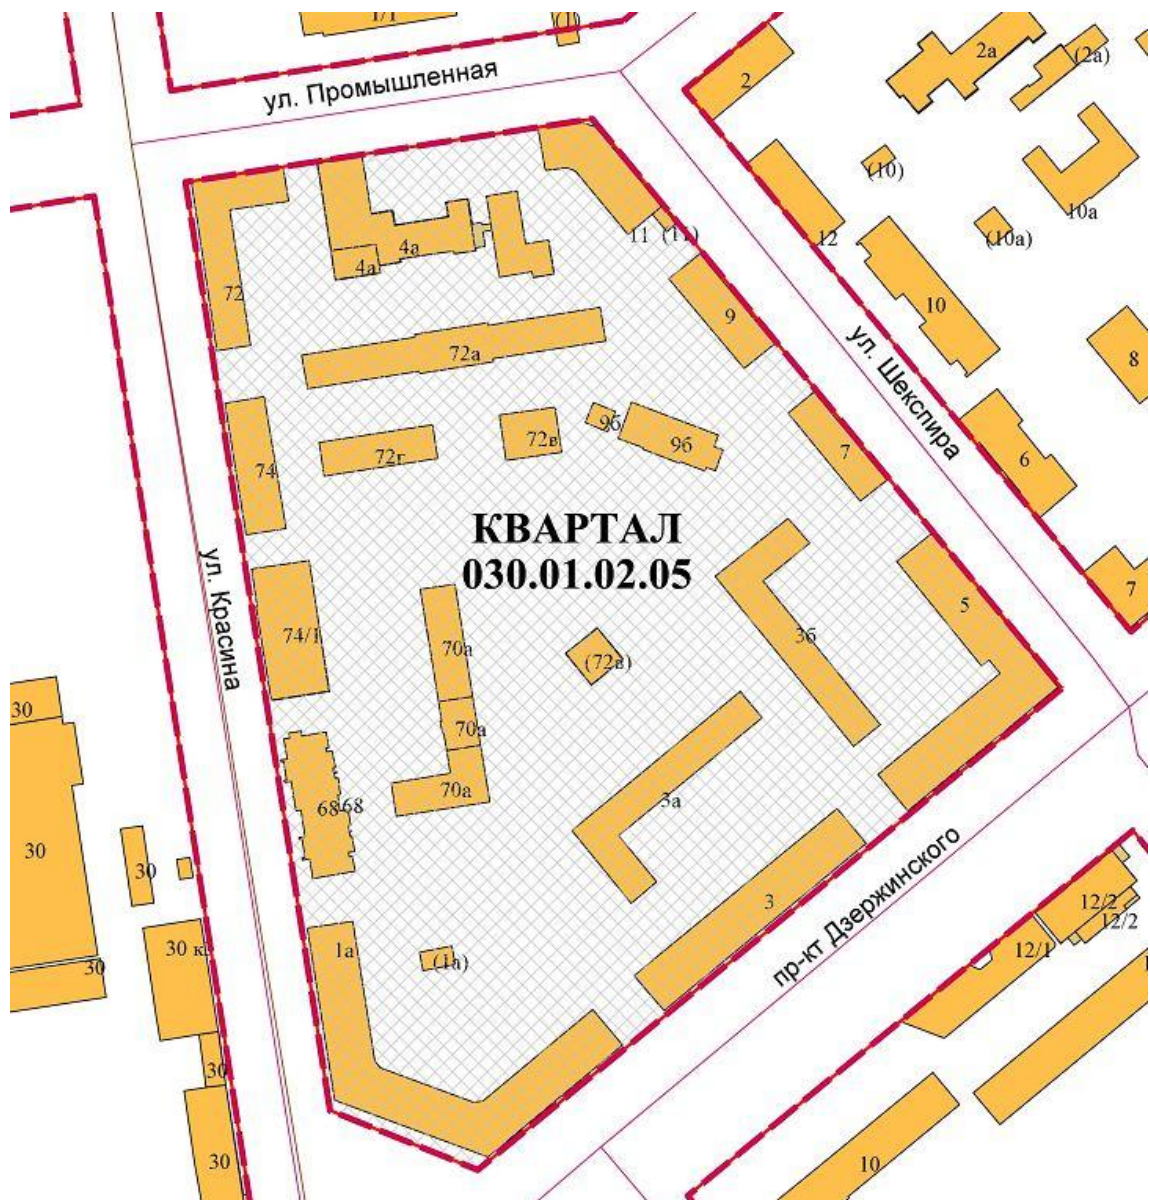 1/1
(1)
ул. Промышленная
2
2а
(2а)
(10)
10а
(10а)
12
11
(11)
4а
4а
72
9
10
8
ул. Шекспира
72а
9б
9б
72в
72г
74
7
6
КВАРТАЛ
030.01.02.05
ул. Красина
74/1
70а
(72в)
3б
5
7
30
70а
70а
3а
68
68
30
30
3
пр-кт Дзержинского
12/2
12/2
12/1
30 к
1а
(1а)
30
30
30
10